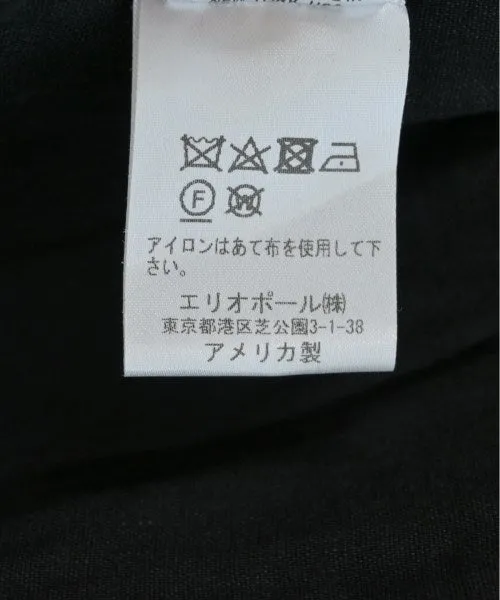 F
W
アイロンはあて布を使用して下
さい。
エリオポール㈱
東京都港区芝公園3-1-38
アメリカ製